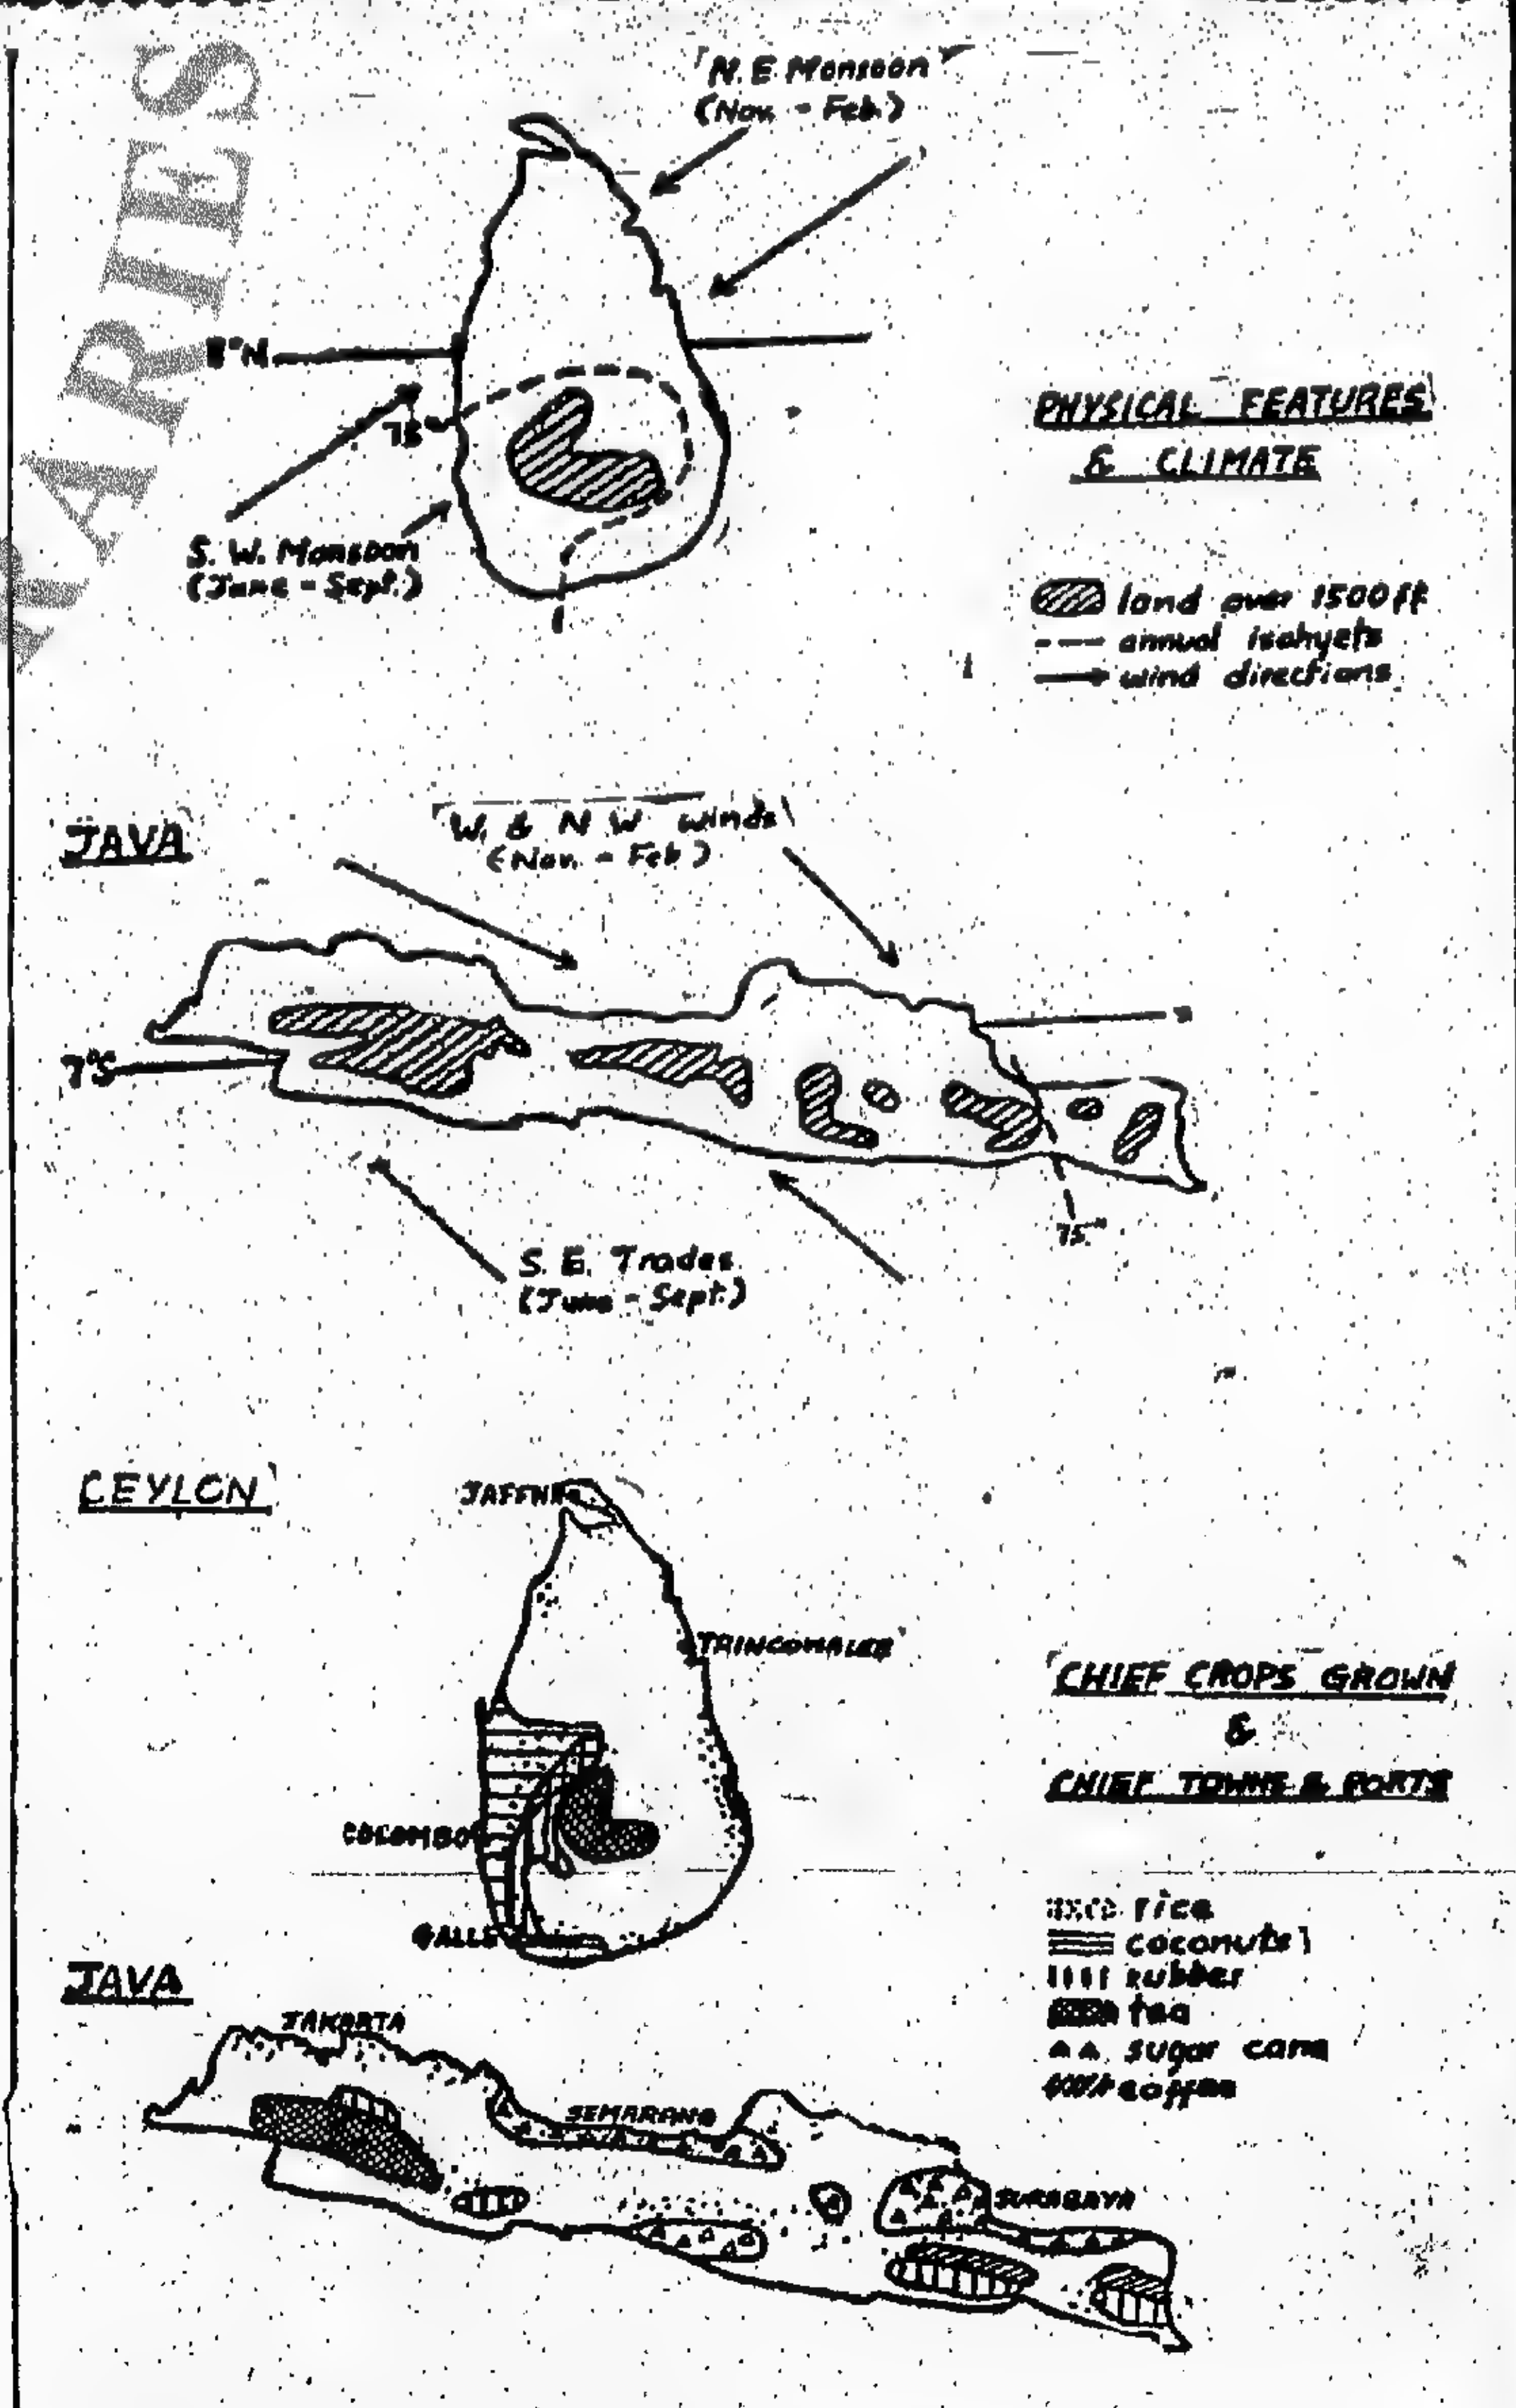 ARIES
N.E Monsoon
(Nov. - Feb.)
8°N
75"
S. W. Monsoon
(June - Sept.)
PHYSICAL FEATURES
& CLIMATE
land over 1500ft
annual isohyets
wind directions
JAVA
W. & N W winds
(Nov. - Feb)
7°S
75"
S. E. Trades
(June - Sept.)
CEYLON
JAFFNA
TRINCOMALEE
CHIEF CROPS GROWN
&
CHIEF TOWNS & PORTS
COLOMBO
GALLE
rice
coconuts
rubber
tea
sugar cane
coffee
JAVA
JAKARTA
SEMARANG
SURABAYA